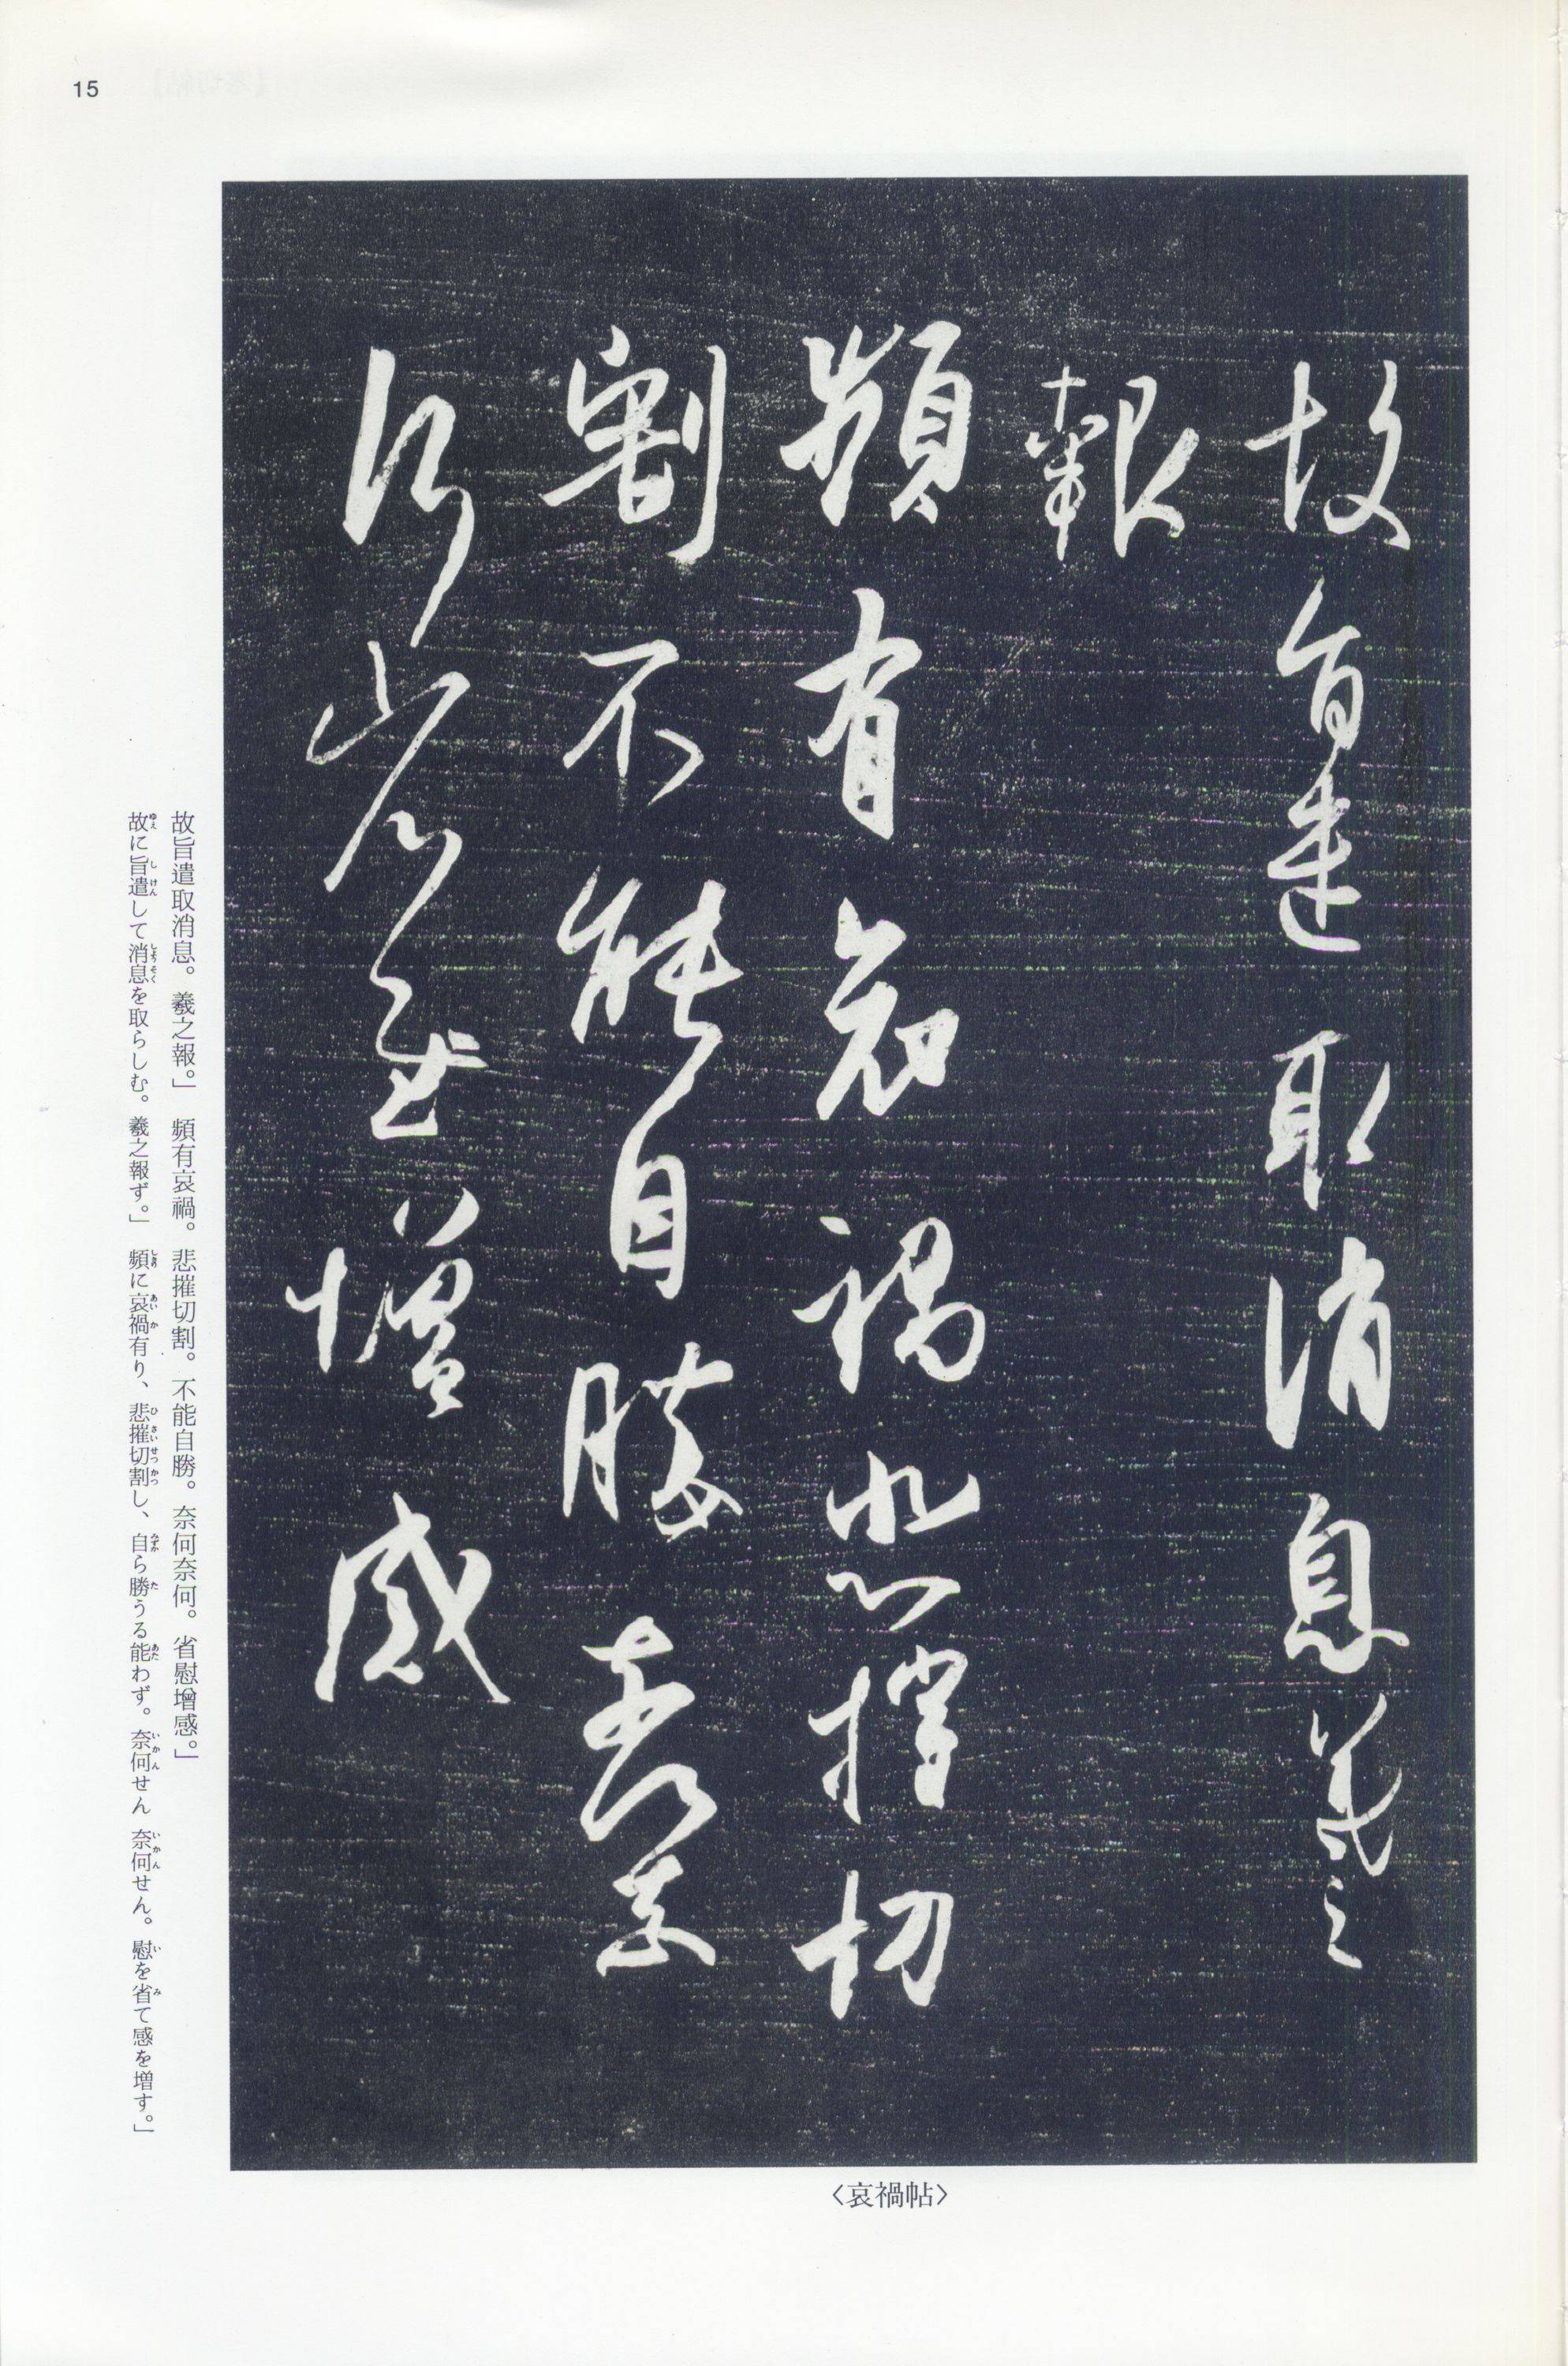 15
故旨遣取消息羲之
報
頻有哀禍悲摧切
割不能自勝奈何奈
何省慰增感
〈哀禍帖〉
故旨遣取消息。羲之報。」 頻有哀禍。悲摧切割。不能自勝。奈何奈何。省慰增感。」
故に旨遣して消息を取らしむ。羲之報ず。」 頻に哀禍有り、悲摧切割し、自ら勝うる能わず。奈何せん 奈何せん。慰を省て感を増す。」